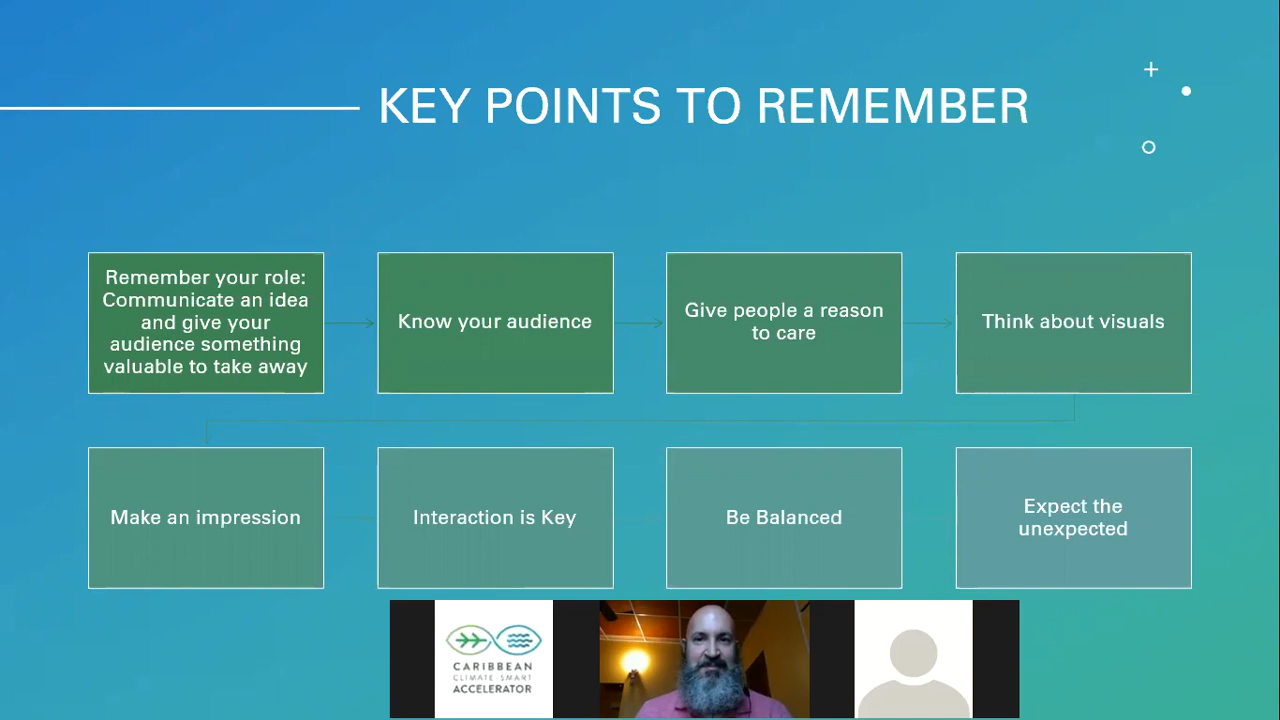 KEY POINTS TO REMEMBER
Remember your role:
Communicate an idea
and give your
audience something
valuable to take away
Know your audience
Give people a reason
to care
Think about visuals
Make an impression
Interaction is Key
Be Balanced
Expect the
unexpected
CARIBBEAN
CLIMATE SMART
ACCELERATOR